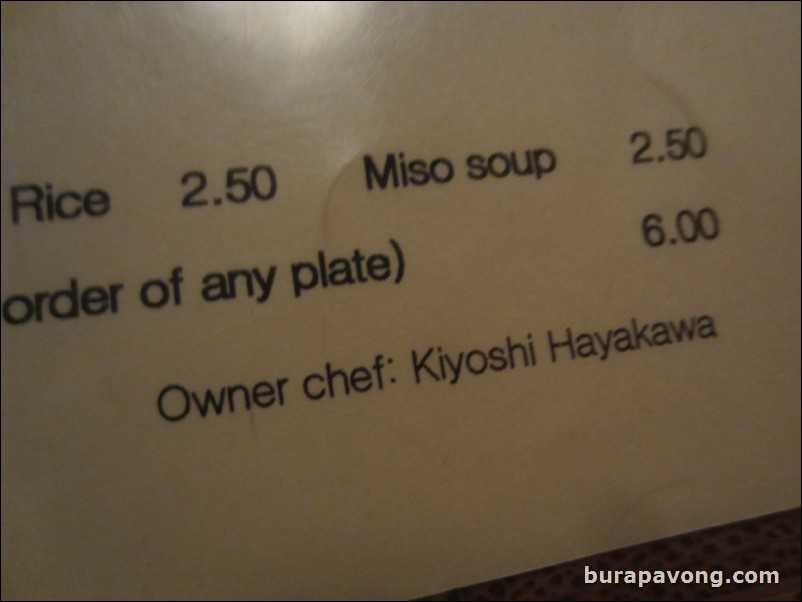 Rice 2.50 Miso soup 2.50
order of any plate) 6.00
Owner chef: Kiyoshi Hayakawa
burapavong.com